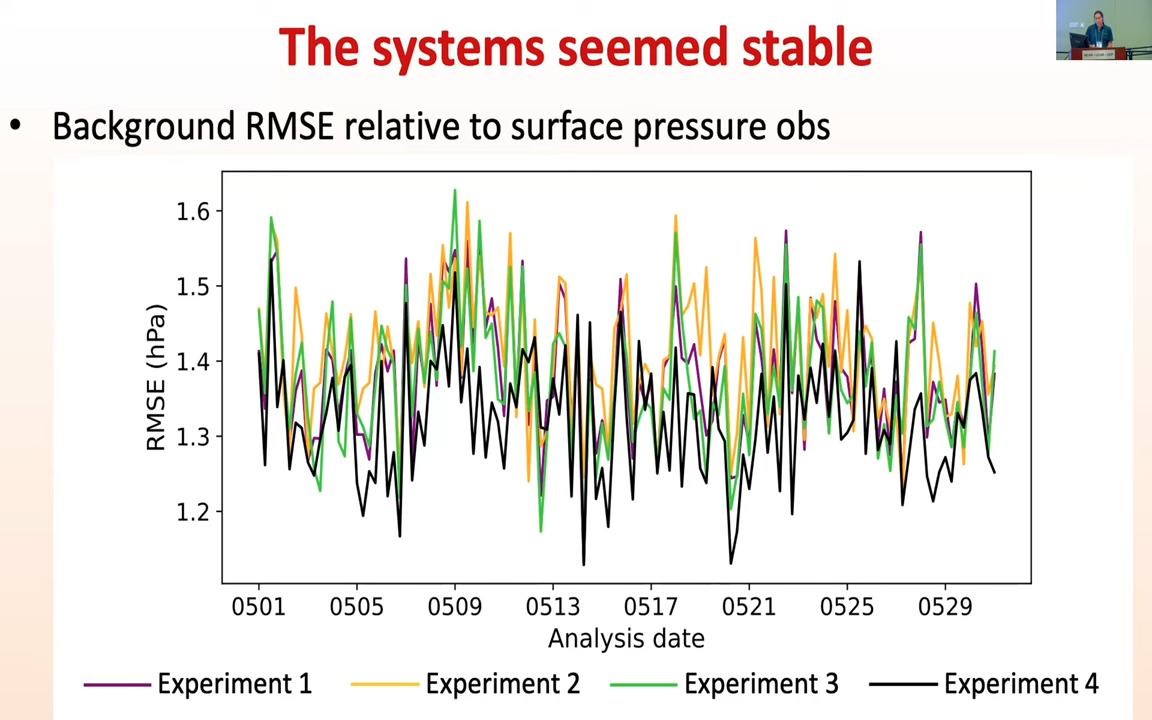 The systems seemed stable
• Background RMSE relative to surface pressure obs
RMSE (hPa)
1.6
1.5
1.4
1.3
1.2
0501 0505 0509 0513 0517 0521 0525 0529
Analysis date
Experiment 1 Experiment 2 Experiment 3 Experiment 4